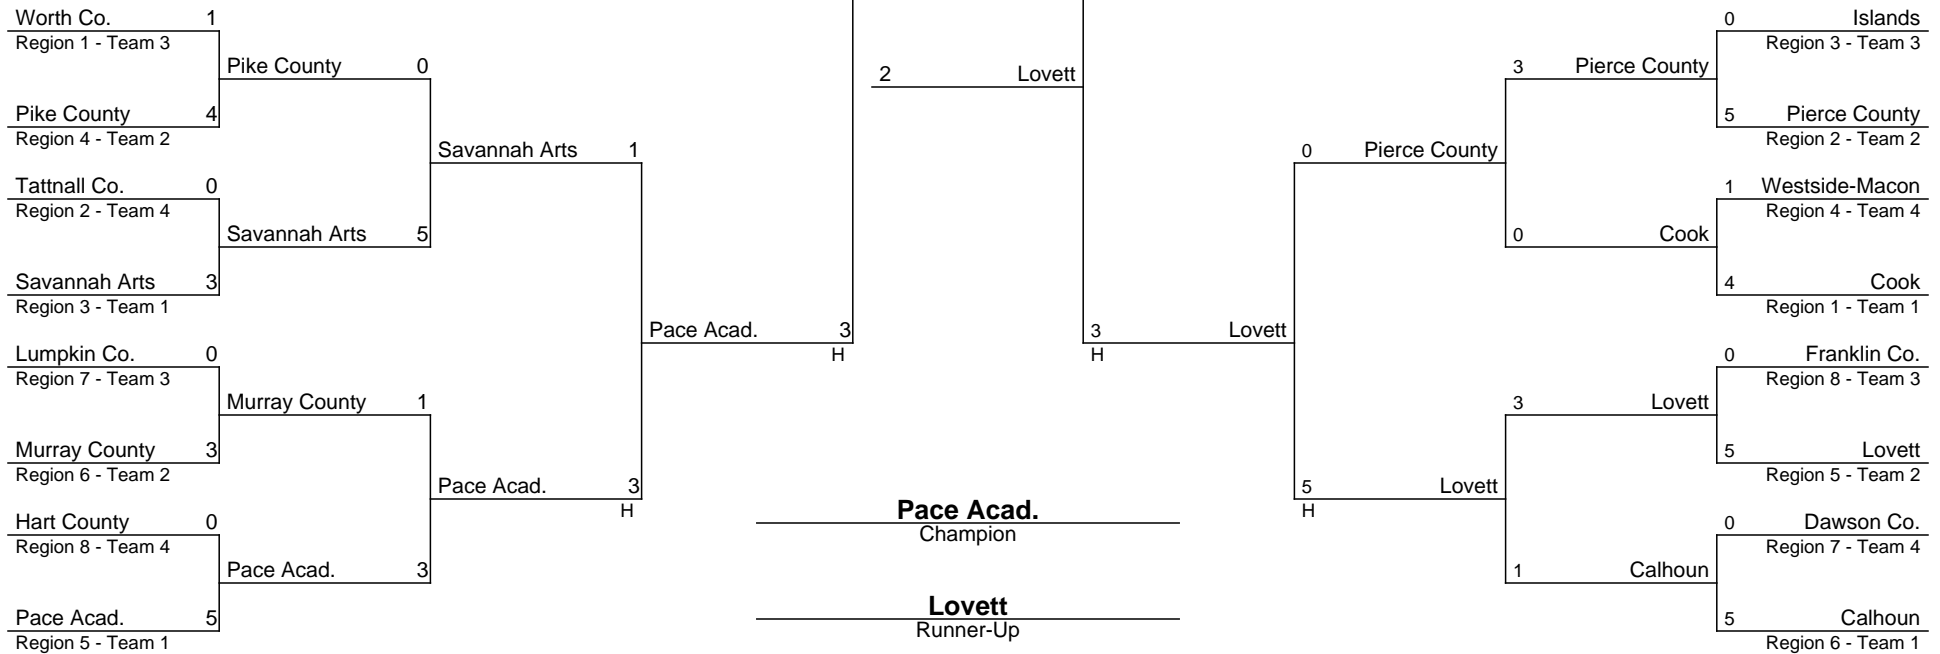 Worth Co. 1
Region 1 - Team 3
Pike County 0
Pike County 4
Region 4 - Team 2
Savannah Arts 1
Tattnall Co. 0
Region 2 - Team 4
Savannah Arts 5
Savannah Arts 3
Region 3 - Team 1
Pace Acad. 3
H
Lumpkin Co. 0
Region 7 - Team 3
Murray County 1
Murray County 3
Region 6 - Team 2
Pace Acad. 3
H
Hart County 0
Region 8 - Team 4
Pace Acad. 3
Pace Acad. 5
Region 5 - Team 1
2 Lovett
Pace Acad.
Champion
Lovett
Runner-Up
0 Islands
Region 3 - Team 3
3 Pierce County
5 Pierce County
Region 2 - Team 2
0 Pierce County
1 Westside-Macon
Region 4 - Team 4
0 Cook
4 Cook
Region 1 - Team 1
3 Lovett
H
0 Franklin Co.
Region 8 - Team 3
3 Lovett
5 Lovett
Region 5 - Team 2
5 Lovett
H
0 Dawson Co.
Region 7 - Team 4
1 Calhoun
5 Calhoun
Region 6 - Team 1